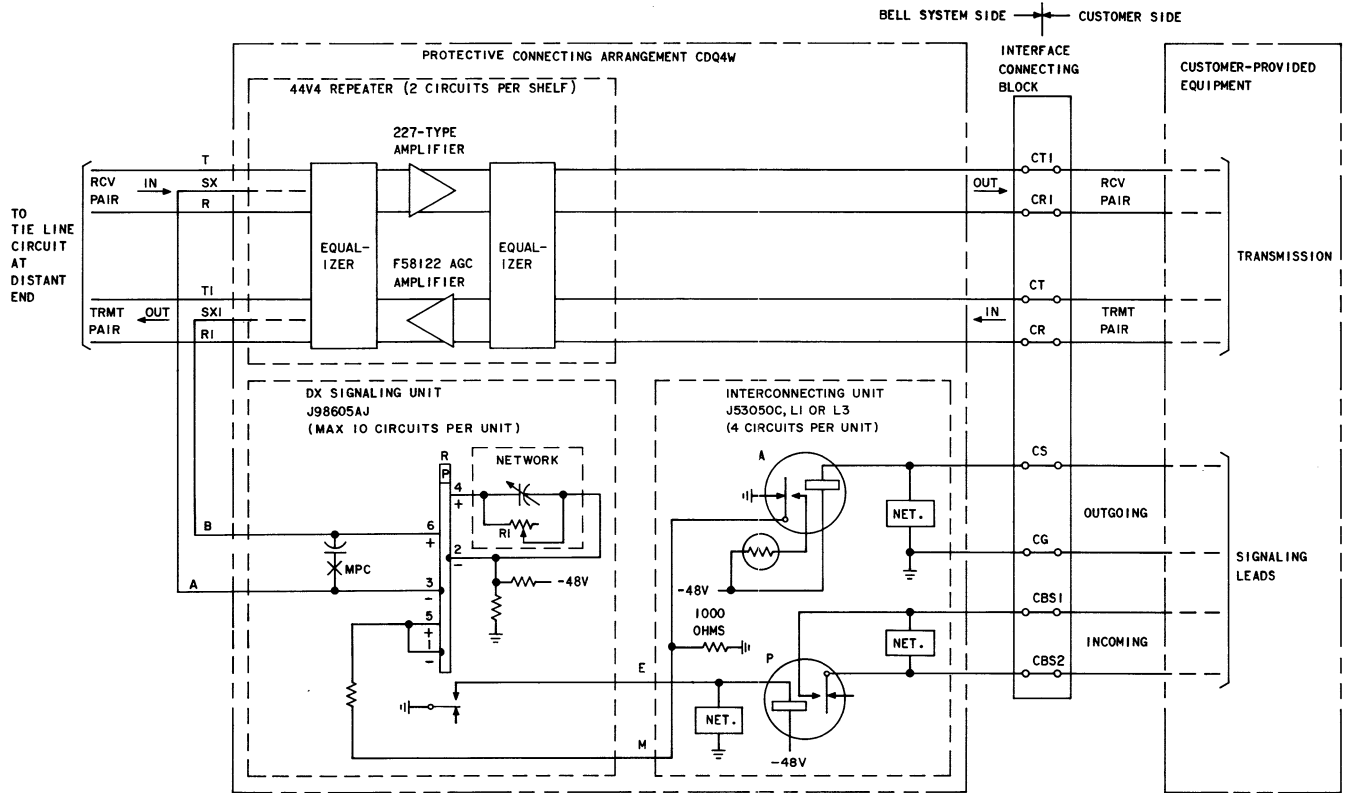 BELL SYSTEM SIDE
CUSTOMER SIDE
PROTECTIVE CONNECTING ARRANGEMENT CDQ4W
INTERFACE
CONNECTING
BLOCK
CUSTOMER-PROVIDED
EQUIPMENT
44V4 REPEATER (2 CIRCUITS PER SHELF)
227-TYPE
AMPLIFIER
T
RCV
PAIR
IN
SX
R
TO
TIE LINE
CIRCUIT
AT
DISTANT
END
EQUAL-
IZER
EQUAL-
IZER
F58122 AGC
AMPLIFIER
T1
TRMT
PAIR
OUT
SX1
R1
OUT
CT1
CR1
RCV
PAIR
TRANSMISSION
IN
CT
CR
TRMT
PAIR
DX SIGNALING UNIT
J98605AJ
(MAX 10 CIRCUITS PER UNIT)
NETWORK
R
P
4
+
R1
6
+
2
-
-48V
B
MPC
A
3
-
5
+
1
-
INTERCONNECTING UNIT
J53050C, L1 OR L3
(4 CIRCUITS PER UNIT)
A
-48V
1000
OHMS
E
P
NET.
M
-48V
CS
NET.
OUTGOING
CG
CBS1
NET.
INCOMING
CBS2
SIGNALING
LEADS